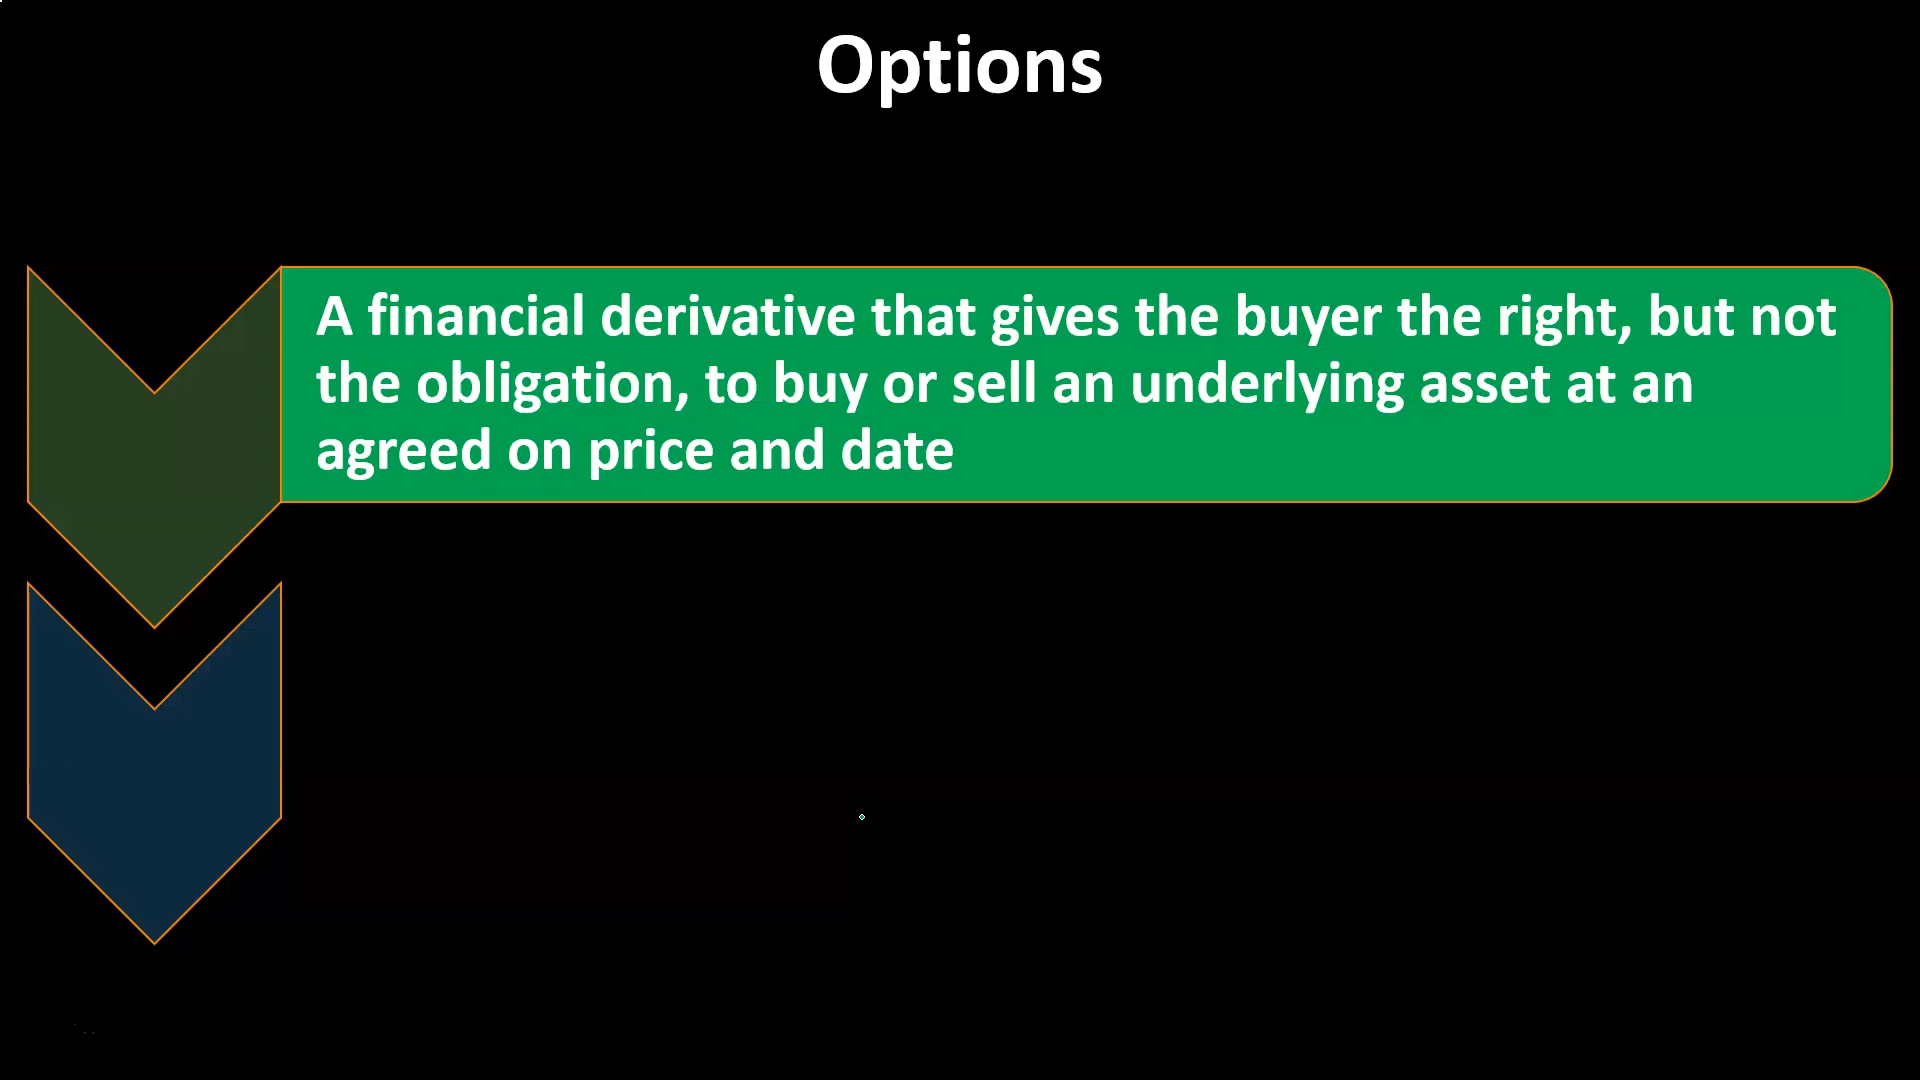 Options
A financial derivative that gives the buyer the right, but not
the obligation, to buy or sell an underlying asset at an
agreed on price and date